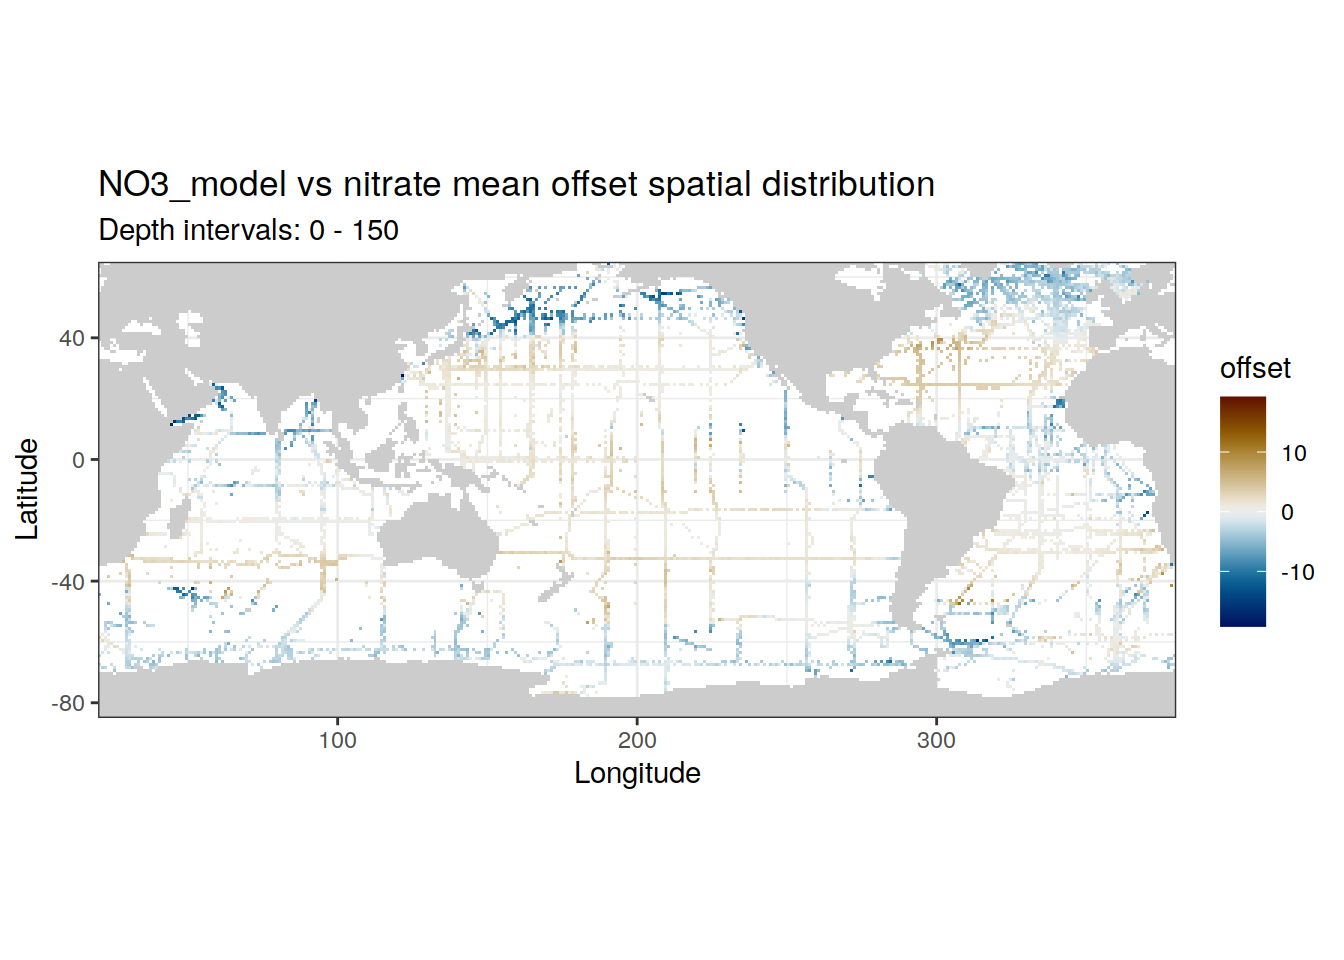 NO3_model vs nitrate mean offset spatial distribution
Depth intervals: 0 - 150
offset
10
0
-10
40
0
-40
-80
Latitude
100
200
300
Longitude